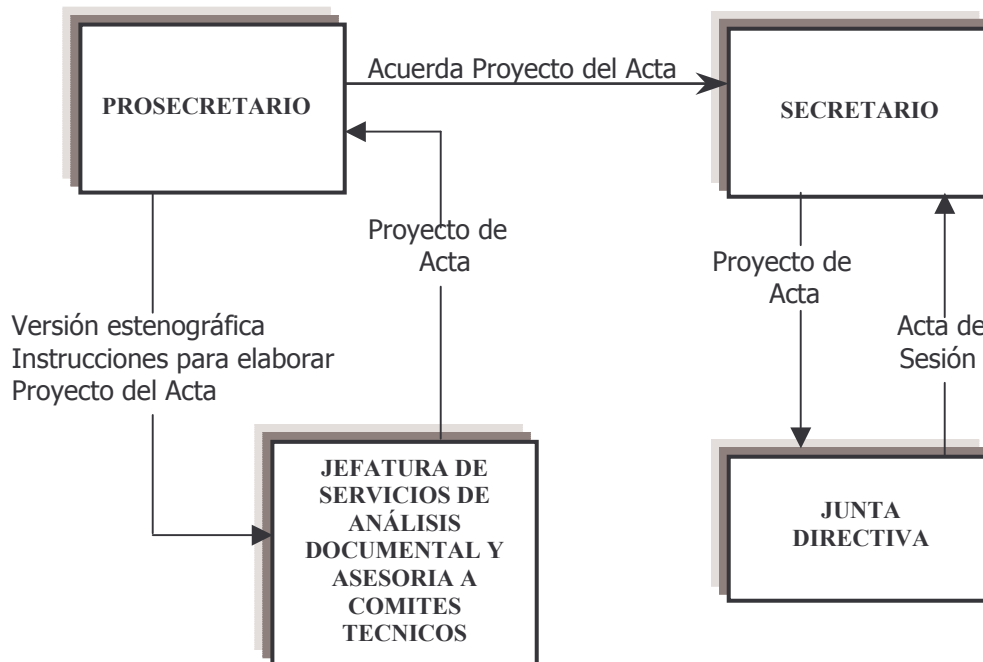 Acuerda Proyecto del Acta
PROSECRETARIO
SECRETARIO
Proyecto de
Acta
Proyecto de
Acta
Versión estenográfica
Instrucciones para elaborar
Proyecto del Acta
Acta de
Sesión
JEFATURA DE
SERVICIOS DE
ANÁLISIS
DOCUMENTAL Y
ASESORIA A
COMITES
TECNICOS
JUNTA
DIRECTIVA